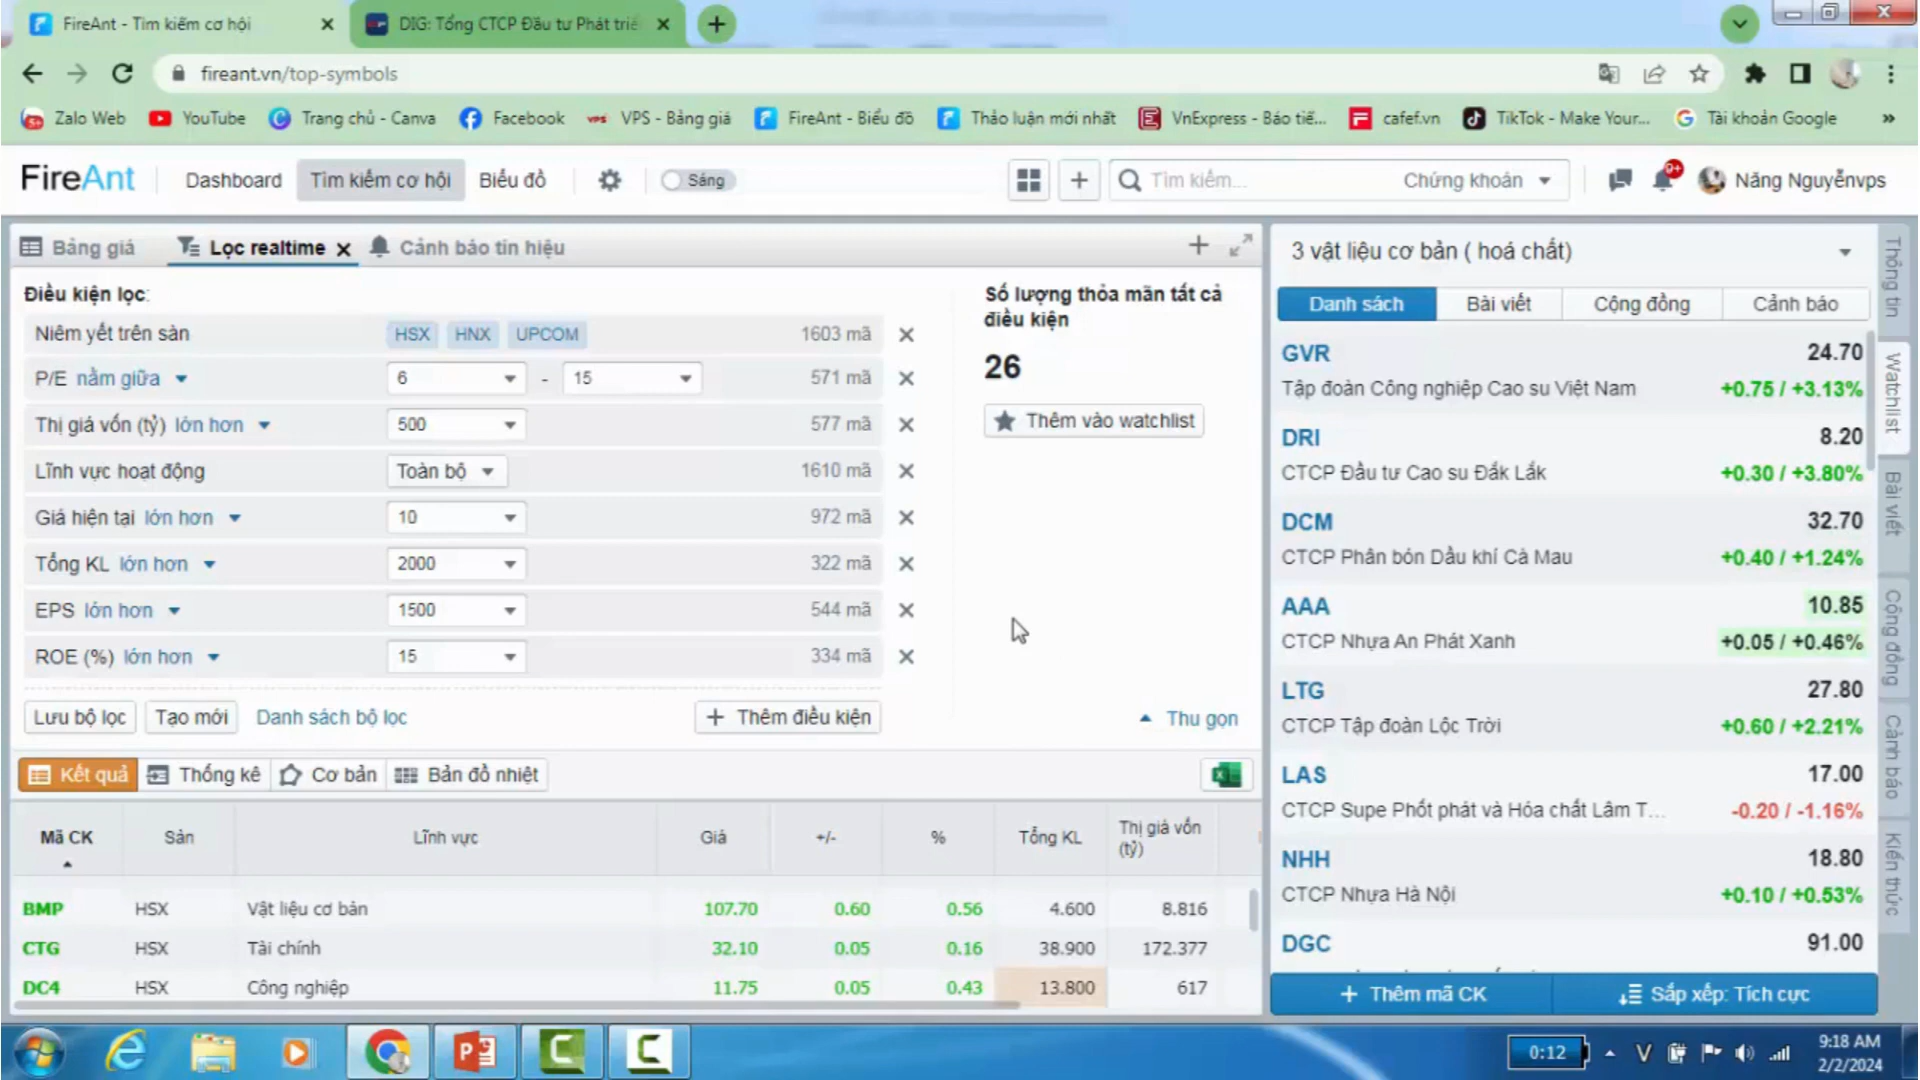 FireAnt - Tìm kiếm cơ hội
DIG: Tổng CTCP Đầu tư Phát triể
fireant.vn/top-symbols
Zalo Web
YouTube
Trang chủ - Canva
Facebook
VPS - Bảng giá
FireAnt - Biểu đồ
Thảo luận mới nhất
VnExpress - Báo tiế...
cafef.vn
TikTok - Make Your...
Tài khoản Google
»
FireAnt
Dashboard
Tìm kiếm cơ hội
Biểu đồ
Sáng
Tìm kiếm...
Chứng khoán
9+
Năng Nguyễnvps
Bảng giá
Lọc realtime
Cảnh báo tín hiệu
Điều kiện lọc:
Niêm yết trên sàn HSX HNX UPCOM 1603 mã
P/E nằm giữa 6 - 15 571 mã
Thị giá vốn (tỷ) lớn hơn 500 577 mã
Lĩnh vực hoạt động Toàn bộ 1610 mã
Giá hiện tại lớn hơn 10 972 mã
Tổng KL lớn hơn 2000 322 mã
EPS lớn hơn 1500 544 mã
ROE (%) lớn hơn 15 334 mã
Lưu bộ lọc
Tạo mới
Danh sách bộ lọc
+ Thêm điều kiện
Số lượng thỏa mãn tất cả
điều kiện
26
Thêm vào watchlist
Thu gọn
Kết quả
Thống kê
Cơ bản
Bản đồ nhiệt
Mã CK Sàn Lĩnh vực Giá +/- % Tổng KL Thị giá vốn
(tỷ)
BMP HSX Vật liệu cơ bản 107.70 0.60 0.56 4.600 8.816
CTG HSX Tài chính 32.10 0.05 0.16 38.900 172.377
DC4 HSX Công nghiệp 11.75 0.05 0.43 13.800 617
3 vật liệu cơ bản ( hoá chất)
Danh sách
Bài viết
Cộng đồng
Cảnh báo
GVR 24.70
Tập đoàn Công nghiệp Cao su Việt Nam +0.75 / +3.13%
DRI 8.20
CTCP Đầu tư Cao su Đắk Lắk +0.30 / +3.80%
DCM 32.70
CTCP Phân bón Dầu khí Cà Mau +0.40 / +1.24%
AAA 10.85
CTCP Nhựa An Phát Xanh +0.05 / +0.46%
LTG 27.80
CTCP Tập đoàn Lộc Trời +0.60 / +2.21%
LAS 17.00
CTCP Supe Phốt phát và Hóa chất Lâm T... -0.20 / -1.16%
NHH 18.80
CTCP Nhựa Hà Nội +0.10 / +0.53%
DGC 91.00
+ Thêm mã CK
Sắp xếp: Tích cực
Thông tin
Watchlist
Bài viết
Cộng đồng
Cảnh báo
Kiến thức
0:12
9:18 AM
2/2/2024